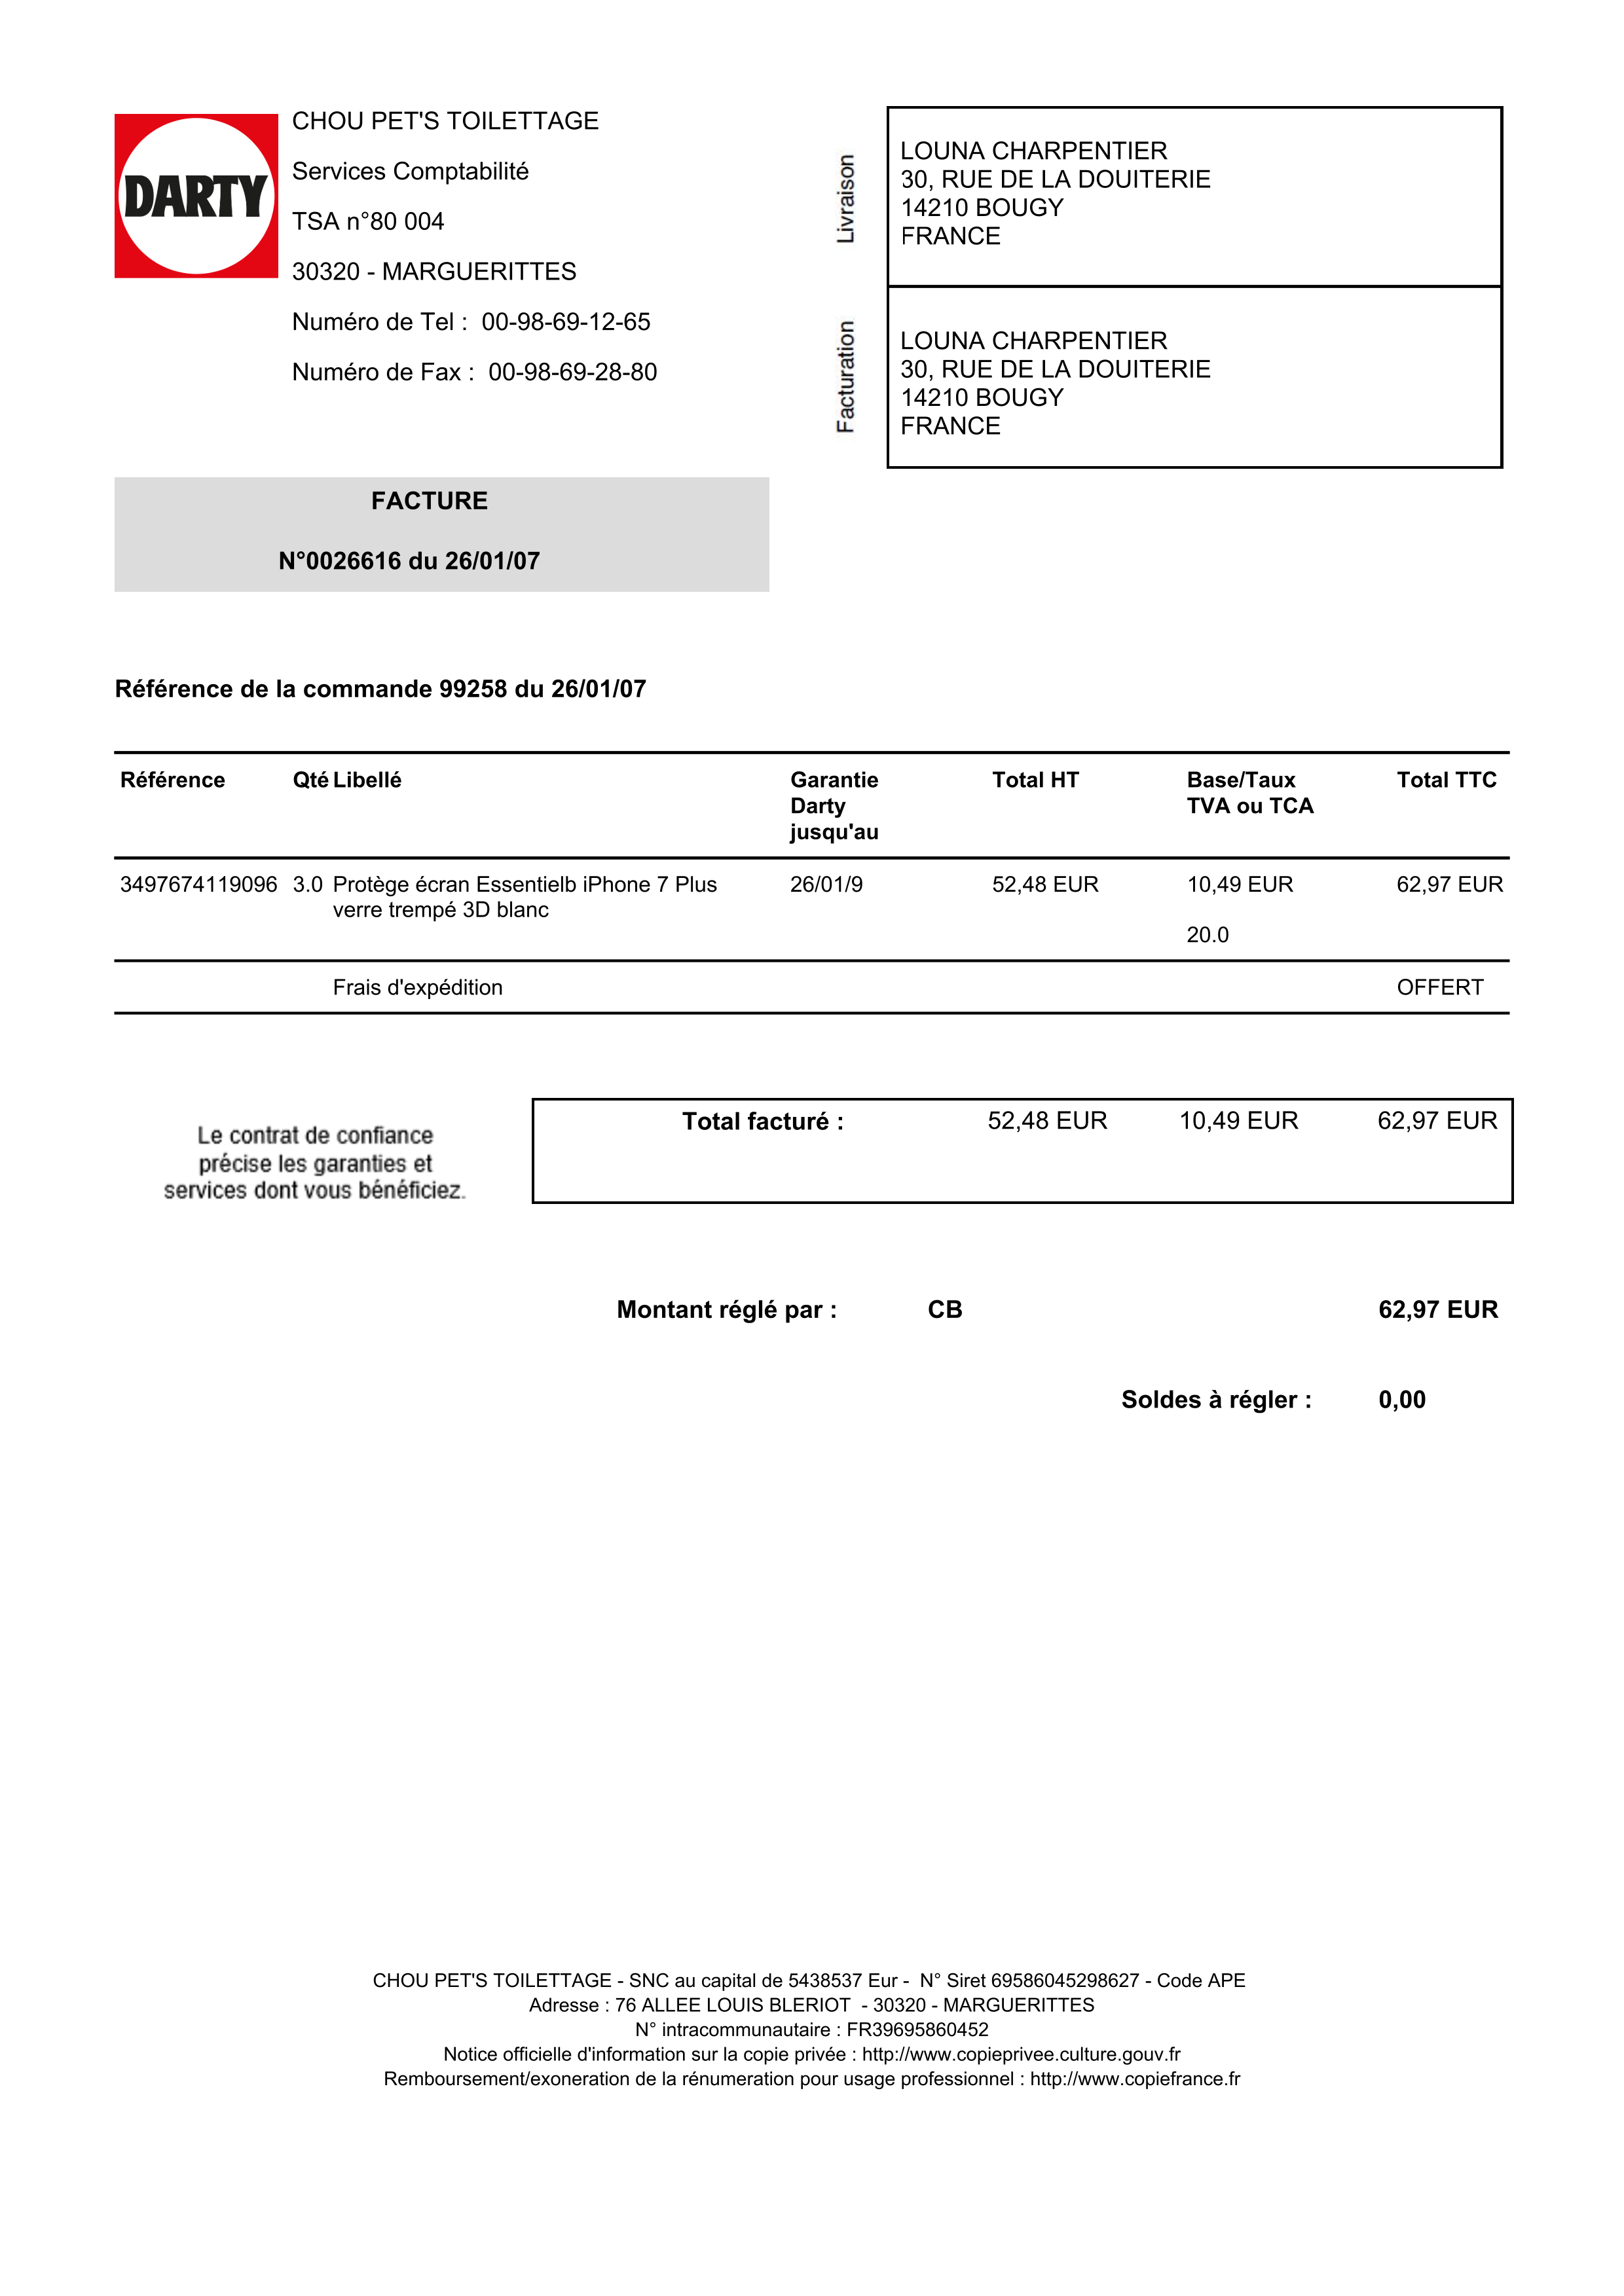 DARTY
CHOU PET'S TOILETTAGE
Services Comptabilité
TSA n°80 004
30320 - MARGUERITTES
Numéro de Tel : 00-98-69-12-65
Numéro de Fax : 00-98-69-28-80
Livraison
LOUNA CHARPENTIER
30, RUE DE LA DOUITERIE
14210 BOUGY
FRANCE
Facturation
LOUNA CHARPENTIER
30, RUE DE LA DOUITERIE
14210 BOUGY
FRANCE
FACTURE
N°0026616 du 26/01/07
Référence de la commande 99258 du 26/01/07
Référence Qté Libellé Garantie Total HT Base/Taux Total TTC
Darty TVA ou TCA
jusqu'au
3497674119096 3.0 Protège écran Essentielb iPhone 7 Plus 26/01/9 52,48 EUR 10,49 EUR 62,97 EUR
verre trempé 3D blanc
20.0
Frais d'expédition OFFERT
Total facturé : 52,48 EUR 10,49 EUR 62,97 EUR
Le contrat de confiance
précise les garanties et
services dont vous bénéficiez.
Montant réglé par : CB 62,97 EUR
Soldes à régler : 0,00
CHOU PET'S TOILETTAGE - SNC au capital de 5438537 Eur - N° Siret 69586045298627 - Code APE
Adresse : 76 ALLEE LOUIS BLERIOT - 30320 - MARGUERITTES
N° intracommunautaire : FR39695860452
Notice officielle d'information sur la copie privée : http://www.copieprivee.culture.gouv.fr
Remboursement/exoneration de la rénumeration pour usage professionnel : http://www.copiefrance.fr